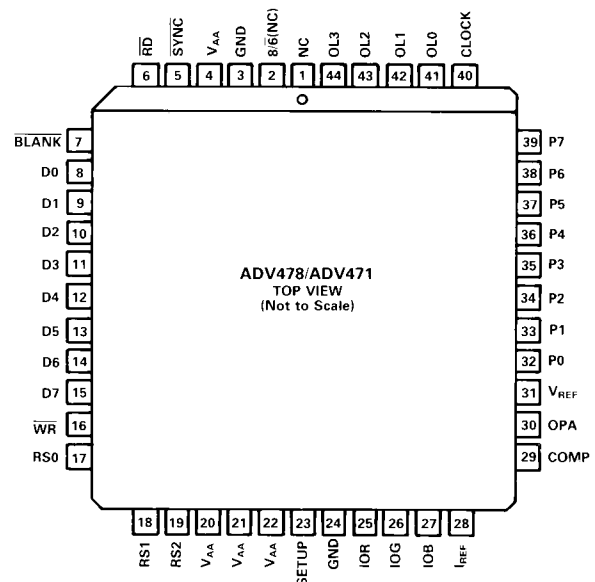 R̅D̅ S̅Y̅N̅C̅ VAA GND 8/6̅(NC) NC OL3 OL2 OL1 OL0 CLOCK
6 5 4 3 2 1 44 43 42 41 40
B̅L̅A̅N̅K̅ 7
D0 8
D1 9
D2 10
D3 11
D4 12
D5 13
D6 14
D7 15
W̅R̅ 16
RS0 17
ADV478/ADV471
TOP VIEW
(Not to Scale)
39 P7
38 P6
37 P5
36 P4
35 P3
34 P2
33 P1
32 P0
31 VREF
30 OPA
29 COMP
18 19 20 21 22 23 24 25 26 27 28
RS1 RS2 VAA VAA VAA SETUP GND IOR IOG IOB IREF